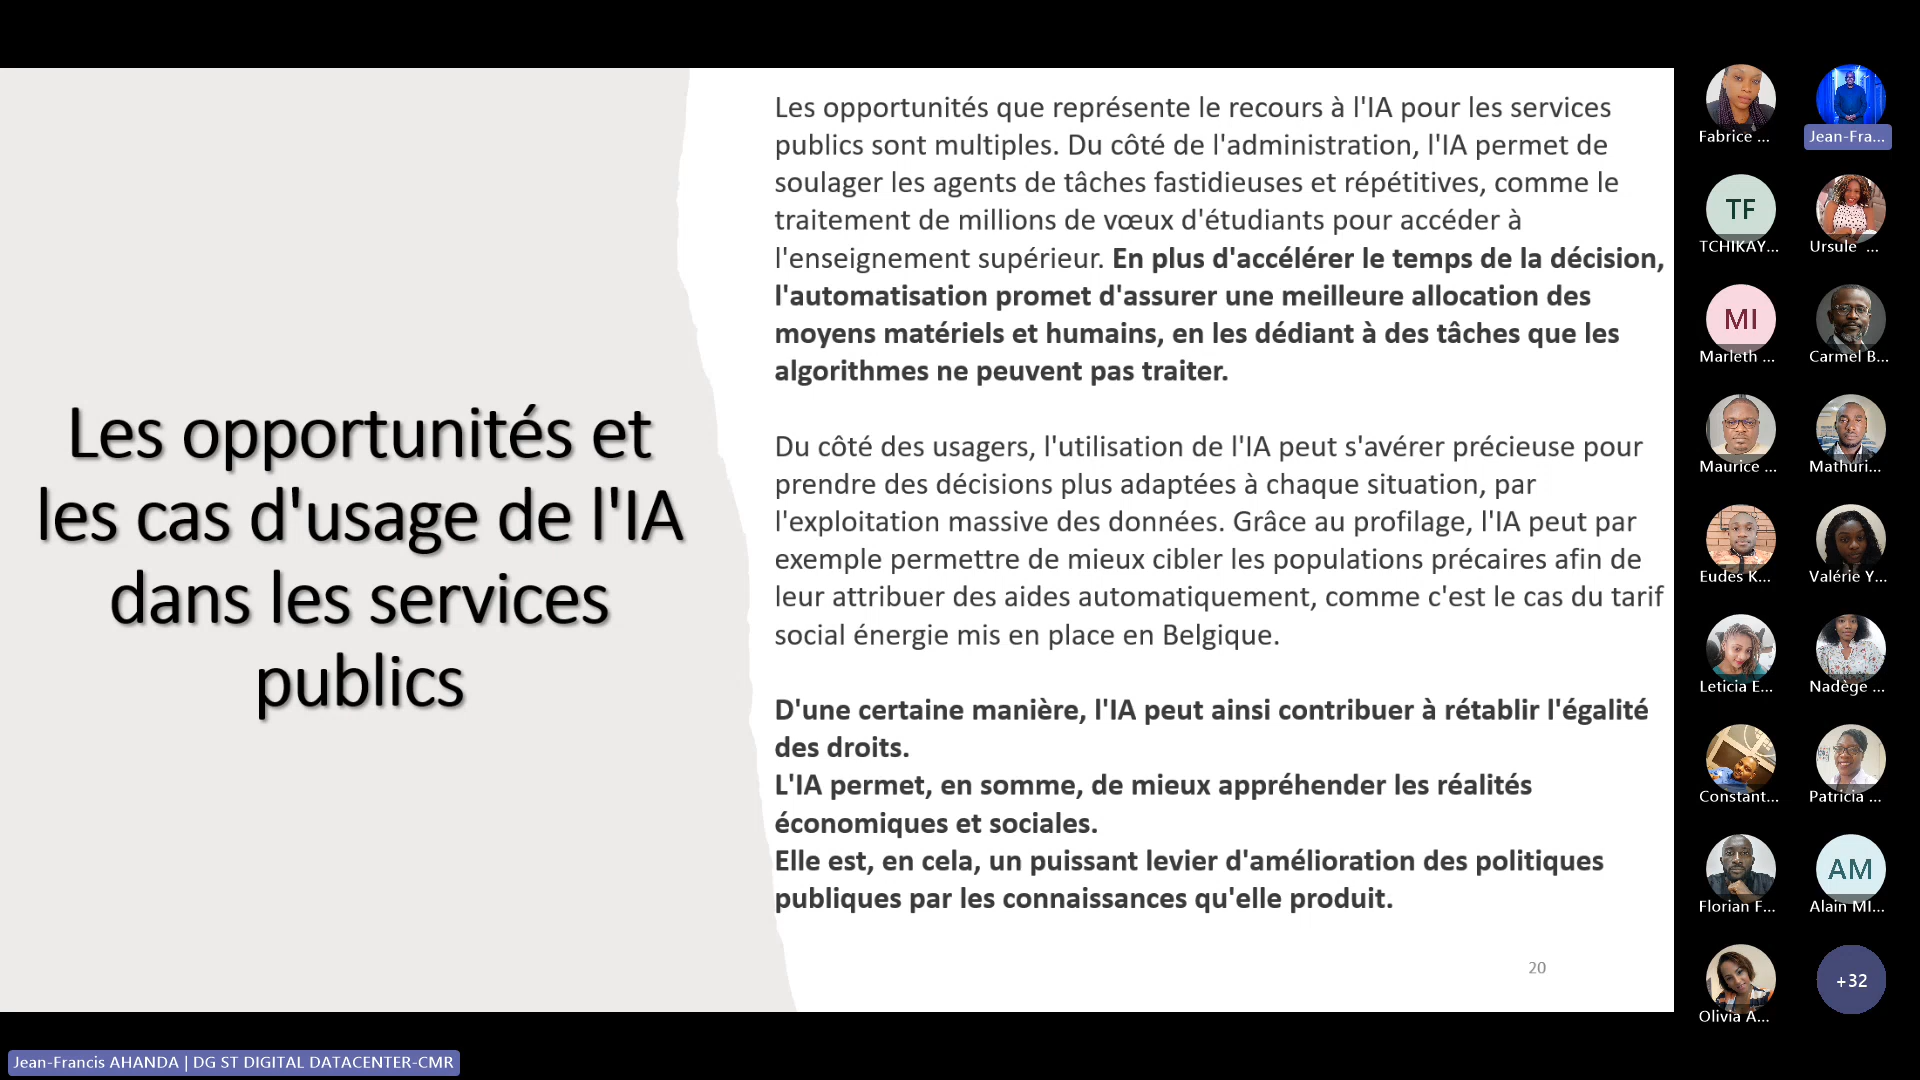 Les opportunités et
les cas d'usage de l'IA
dans les services
publics
Les opportunités que représente le recours à l'IA pour les services
publics sont multiples. Du côté de l'administration, l'IA permet de
soulager les agents de tâches fastidieuses et répétitives, comme le
traitement de millions de vœux d'étudiants pour accéder à
l'enseignement supérieur. En plus d'accélérer le temps de la décision,
l'automatisation promet d'assurer une meilleure allocation des
moyens matériels et humains, en les dédiant à des tâches que les
algorithmes ne peuvent pas traiter.
Du côté des usagers, l'utilisation de l'IA peut s'avérer précieuse pour
prendre des décisions plus adaptées à chaque situation, par
l'exploitation massive des données. Grâce au profilage, l'IA peut par
exemple permettre de mieux cibler les populations précaires afin de
leur attribuer des aides automatiquement, comme c'est le cas du tarif
social énergie mis en place en Belgique.
D'une certaine manière, l'IA peut ainsi contribuer à rétablir l'égalité
des droits.
L'IA permet, en somme, de mieux appréhender les réalités
économiques et sociales.
Elle est, en cela, un puissant levier d'amélioration des politiques
publiques par les connaissances qu'elle produit.
20
Fabrice ...
Jean-Fra...
TF
TCHIKAY...
Ursule ...
MI
Marleth ...
Carmel B...
Maurice ...
Mathuri...
Eudes K...
Valérie Y...
Leticia E...
Nadège ...
Constant...
Patricia ...
Florian F...
AM
Alain MI...
Olivia A...
+32
Jean-Francis AHANDA | DG ST DIGITAL DATACENTER-CMR